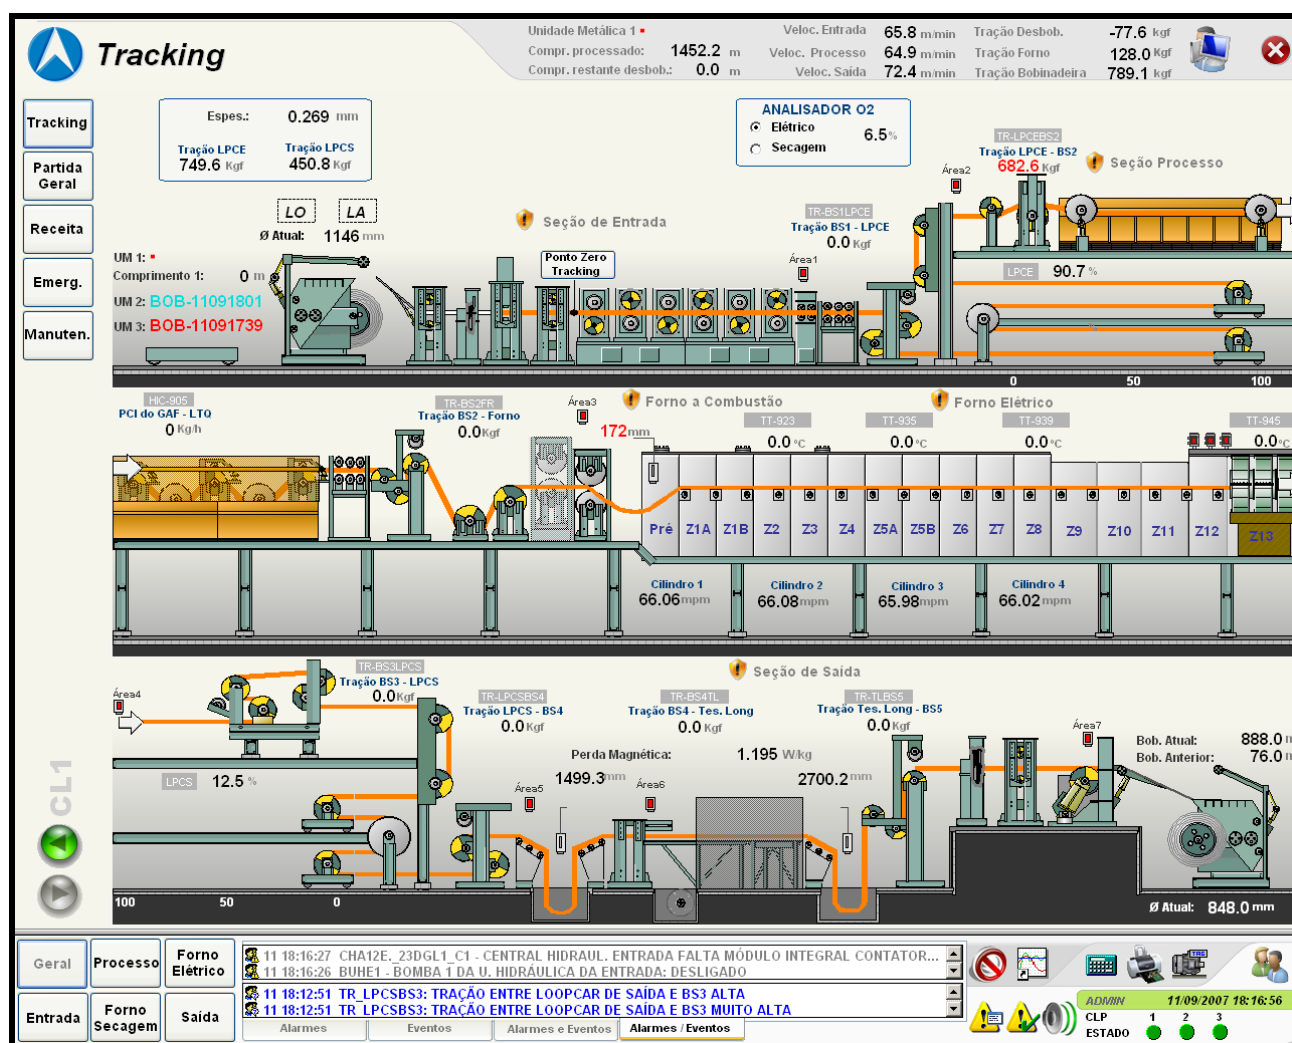 Tracking
Unidade Metálica 1
Compr. processado: 1452.2 m
Compr. restante desbob.: 0.0 m
Veloc. Entrada 65.8 m/min
Veloc. Processo 64.9 m/min
Veloc. Saída 72.4 m/min
Tração Desbob. -77.6 kgf
Tração Forno 128.0 Kgf
Tração Bobinadeira 789.1 kgf
Tracking
Partida Geral
Receita
Emerg.
Manuten.
Espes.: 0.269 mm
Tração LPCE Tração LPCS
749.6 Kgf 450.8 Kgf
ANALISADOR O2
Elétrico
Secagem
6.5%
TR-LPCEBS2
Tração LPCE - BS2
682.6 Kgf
Seção Processo
Área2
LO LA
Ø Atual: 1146 mm
Seção de Entrada
TR-BS1LPCE
Tração BS1 - LPCE
0.0 Kgf
Área1
UM 1:
Comprimento 1: 0 m
UM 2: BOB-11091801
UM 3: BOB-11091739
Ponto Zero
Tracking
LPCE 90.7 %
%
0 50 100
HIC-905
PCI do GAF - LTQ
0 Kg/h
TR-BS2FR
Tração BS2 - Forno
0.0 Kgf
Área3
172 mm
Forno a Combustão
Forno Elétrico
TT-923 TT-935 TT-939 TT-945
0.0 °C 0.0 °C 0.0 °C 0.0 °C
Pré Z1A Z1B Z2 Z3 Z4 Z5A Z5B Z6 Z7 Z8 Z9 Z10 Z11 Z12 Z13
Cilindro 1 Cilindro 2 Cilindro 3 Cilindro 4
66.06 mpm 66.08 mpm 65.98 mpm 66.02 mpm
Área4
TR-BS3LPCS
Tração BS3 - LPCS
0.0 Kgf
TR-LPCSBS4
Tração LPCS - BS4
0.0 Kgf
Seção de Saída
TR-BS4TL
Tração BS4 - Tes. Long
0.0 Kgf
TR-TLBS5
Tração Tes. Long - BS5
0.0 Kgf
Perda Magnética: 1.195 W/kg
1499.3 mm
2700.2 mm
Área5
Área6
Área7
Bob. Atual: 888.0
Bob. Anterior: 76.0
LPCS 12.5 %
CL1
100 50 0
Ø Atual: 848.0 mm
Geral
Processo
Forno Elétrico
Entrada
Forno Secagem
Saída
11 18:16:27 CHA12E._23DGL1_C1 - CENTRAL HIDRAUL. ENTRADA FALTA MÓDULO INTEGRAL CONTATOR...
11 18:16:26 BUHE1 - BOMBA 1 DA U. HIDRÁULICA DA ENTRADA: DESLIGADO
11 18:12:51 TR_LPCSBS3: TRAÇÃO ENTRE LOOPCAR DE SAÍDA E BS3 ALTA
11 18:12:51 TR_LPCSBS3: TRAÇÃO ENTRE LOOPCAR DE SAÍDA E BS3 MUITO ALTA
Alarmes Eventos Alarmes e Eventos Alarmes / Eventos
ADMIN 11/09/2007 18:16:56
CLP 1 2 3
ESTADO